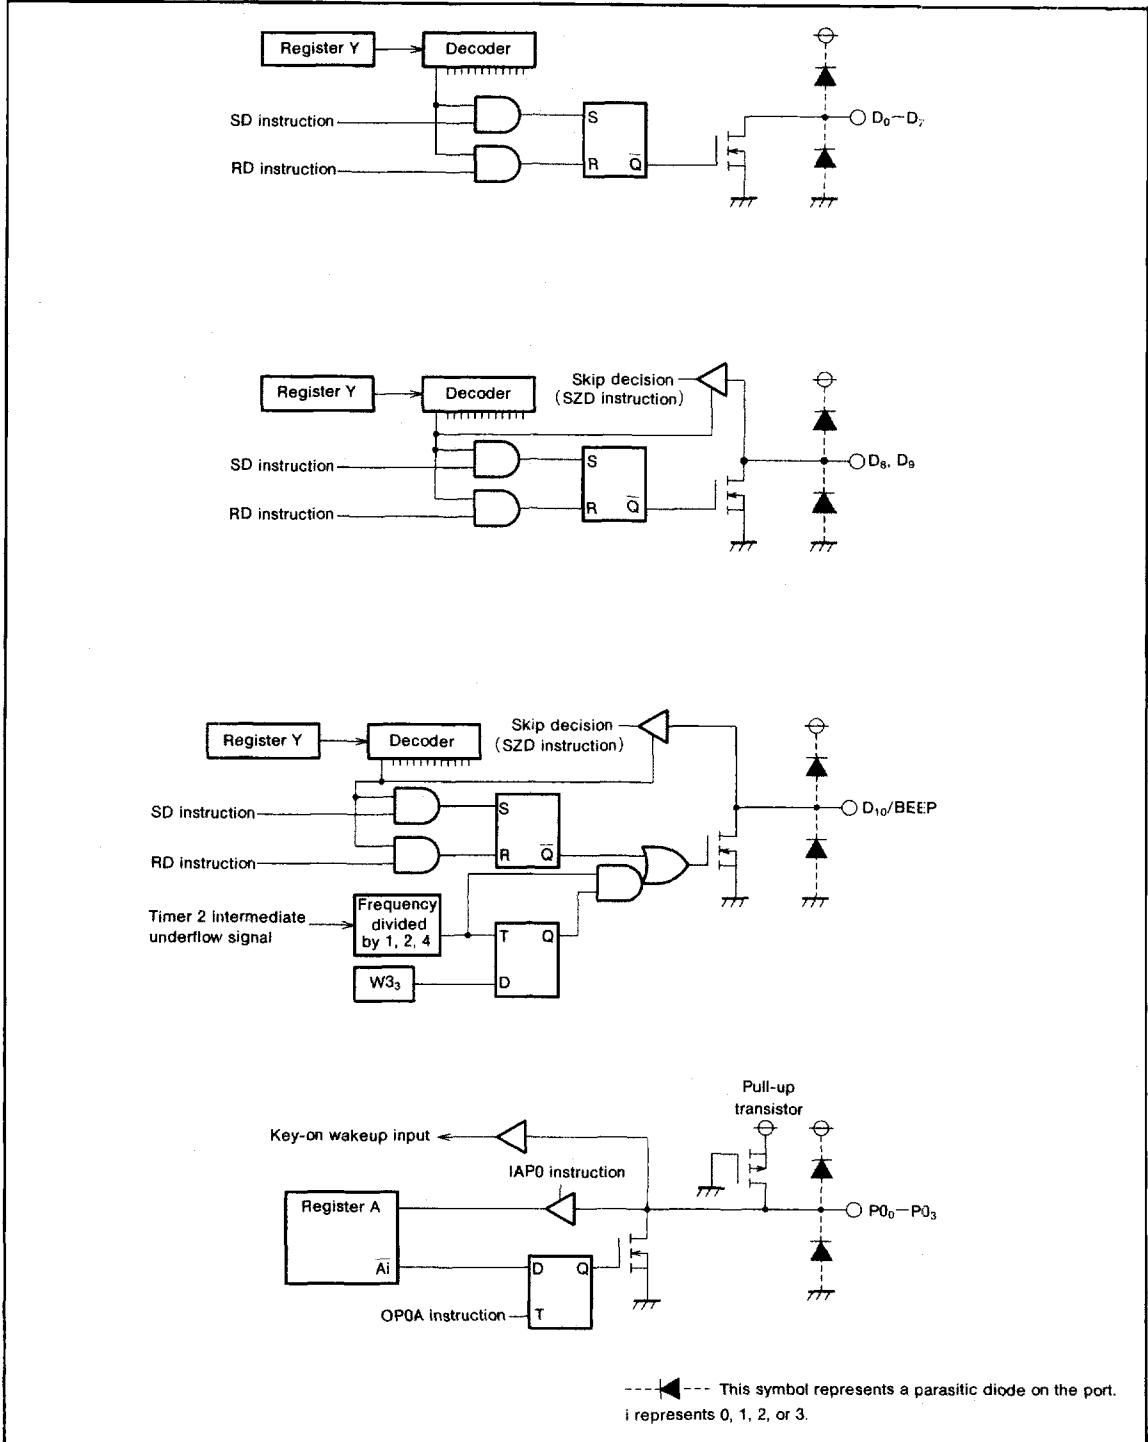 Register Y
Decoder
SD instruction
RD instruction
S
R
Q̅
D₀~D₇
Skip decision
(SZD instruction)
Register Y
Decoder
SD instruction
RD instruction
S
R
Q̅
D₈, D₉
Skip decision
(SZD instruction)
Register Y
Decoder
SD instruction
RD instruction
S
R
Q̅
D₁₀/BEEP
Timer 2 intermediate
underflow signal
Frequency
divided
by 1, 2, 4
T
Q
D
W3₃
Pull-up
transistor
Key-on wakeup input
IAP0 instruction
Register A
A̅i̅
D
Q
T
OP0A instruction
P0₀—P0₃
This symbol represents a parasitic diode on the port.
i represents 0, 1, 2, or 3.